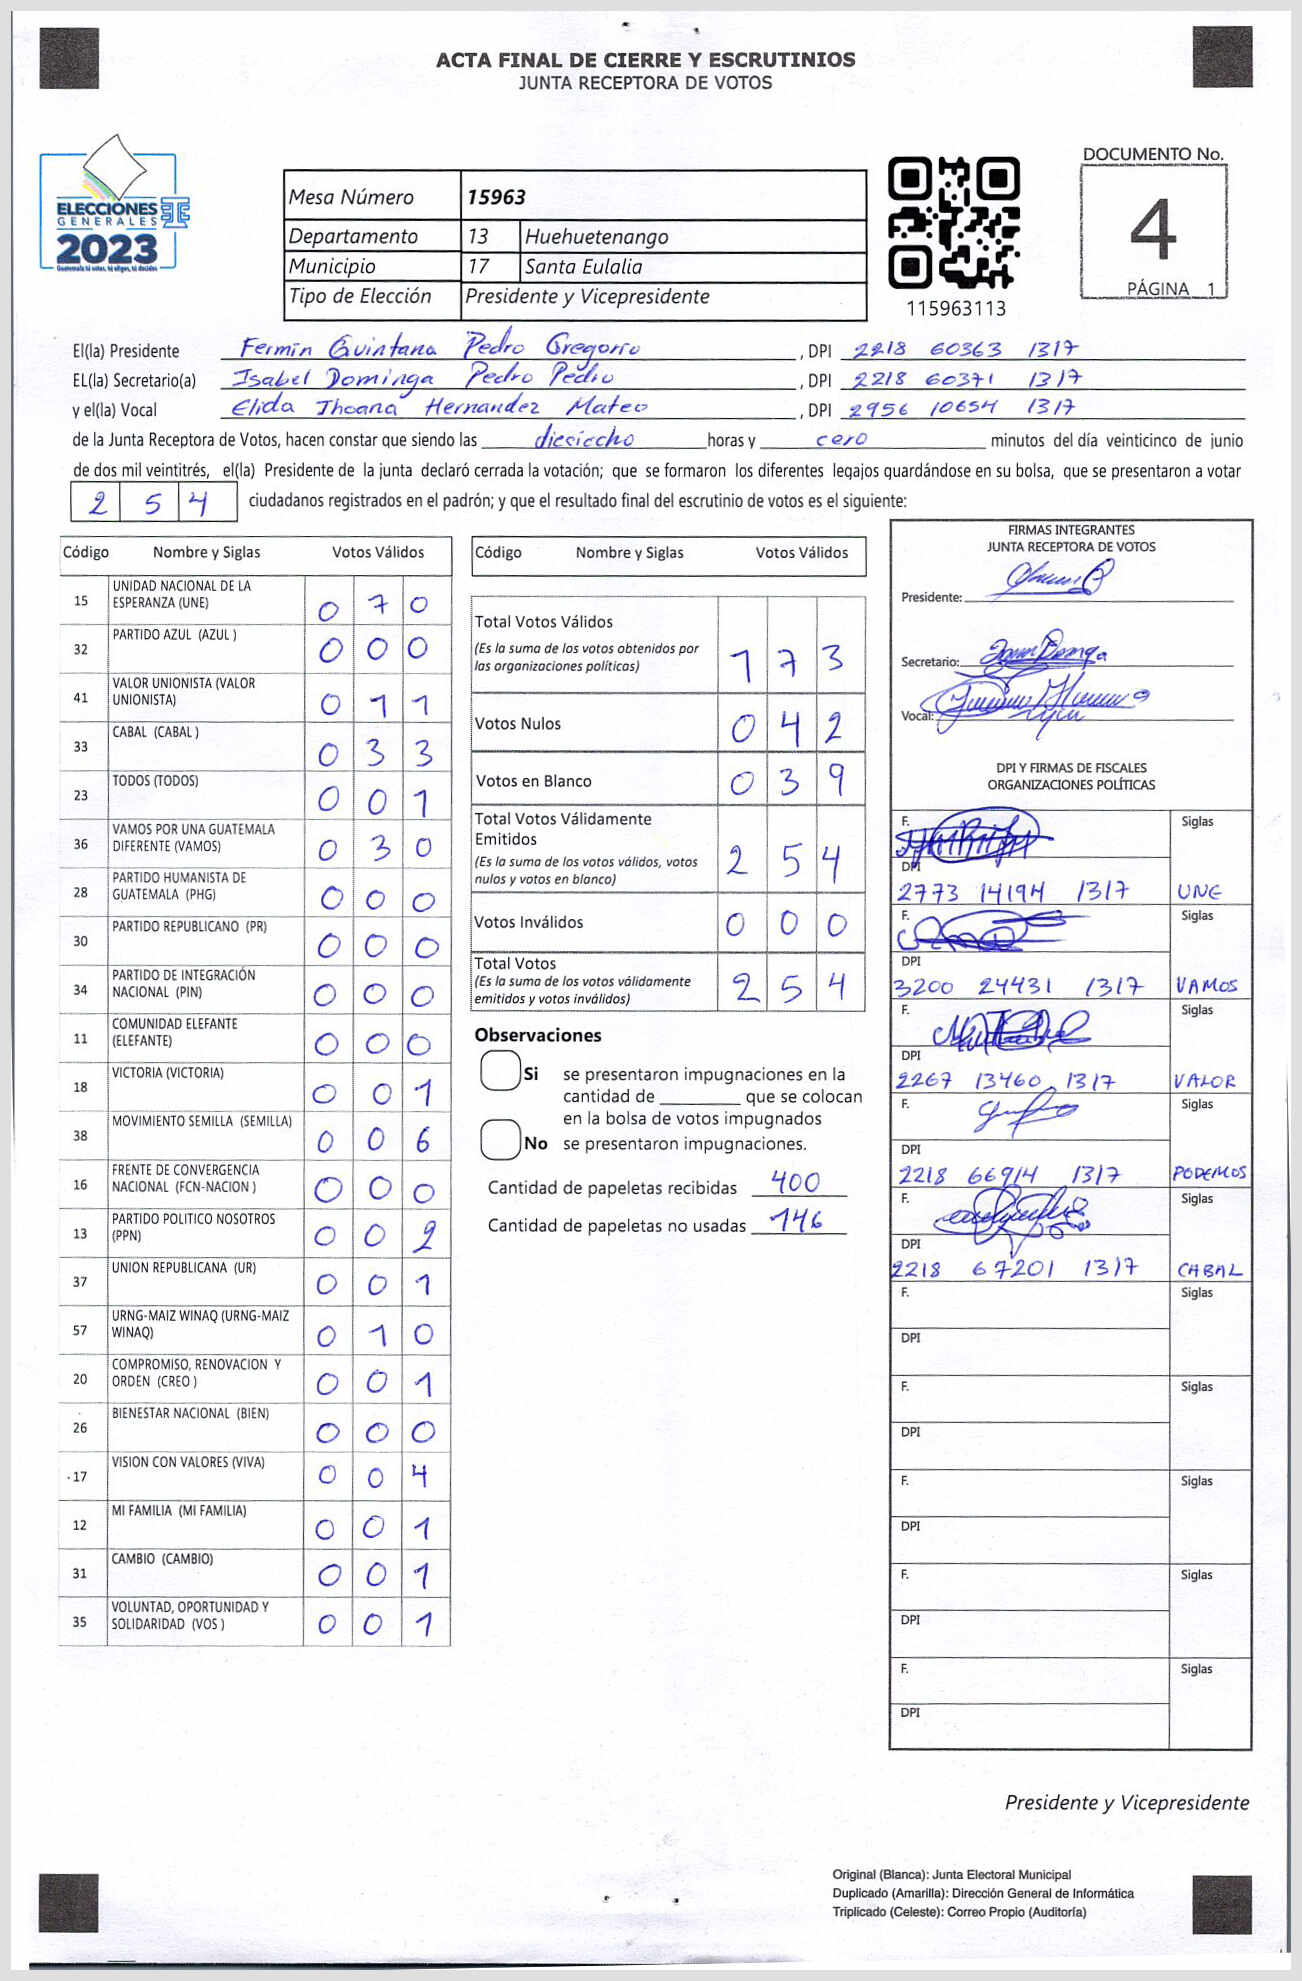 ACTA FINAL DE CIERRE Y ESCRUTINIOS
JUNTA RECEPTORA DE VOTOS
ELECCIONES
GENERALES
2023
Guatemala tú votas, tú eliges, tú decides
Mesa Número 15963
Departamento 13 Huehuetenango
Municipio 17 Santa Eulalia
Tipo de Elección Presidente y Vicepresidente
115963113
DOCUMENTO No.
4
PÁGINA 1
El(la) Presidente Fermin Quintana Pedro Gregorio , DPI 2218 60363 1317
EL(la) Secretario(a) Isabel Dominga Pedro Pedro , DPI 2218 60371 1317
y el(la) Vocal Elida Jhoana Hernandez Mateo , DPI 2956 10654 1317
de la Junta Receptora de Votos, hacen constar que siendo las dieciocho horas y cero minutos del día veinticinco de junio
de dos mil veintitrés, el(la) Presidente de la junta declaró cerrada la votación; que se formaron los diferentes legajos guardándose en su bolsa, que se presentaron a votar
2 5 4 ciudadanos registrados en el padrón; y que el resultado final del escrutinio de votos es el siguiente:
Código Nombre y Siglas Votos Válidos
15 UNIDAD NACIONAL DE LA
ESPERANZA (UNE) 0 7 0
32 PARTIDO AZUL (AZUL ) 0 0 0
41 VALOR UNIONISTA (VALOR
UNIONISTA) 0 1 1
33 CABAL (CABAL ) 0 3 3
23 TODOS (TODOS) 0 0 1
36 VAMOS POR UNA GUATEMALA
DIFERENTE (VAMOS) 0 3 0
28 PARTIDO HUMANISTA DE
GUATEMALA (PHG) 0 0 0
30 PARTIDO REPUBLICANO (PR) 0 0 0
34 PARTIDO DE INTEGRACIÓN
NACIONAL (PIN) 0 0 0
11 COMUNIDAD ELEFANTE
(ELEFANTE) 0 0 0
18 VICTORIA (VICTORIA) 0 0 1
38 MOVIMIENTO SEMILLA (SEMILLA) 0 0 6
16 FRENTE DE CONVERGENCIA
NACIONAL (FCN-NACION ) 0 0 0
13 PARTIDO POLITICO NOSOTROS
(PPN) 0 0 2
37 UNION REPUBLICANA (UR) 0 0 1
57 URNG-MAIZ WINAQ (URNG-MAIZ
WINAQ) 0 1 0
20 COMPROMISO, RENOVACION Y
ORDEN (CREO ) 0 0 1
26 BIENESTAR NACIONAL (BIEN) 0 0 0
17 VISION CON VALORES (VIVA) 0 0 4
12 MI FAMILIA (MI FAMILIA) 0 0 1
31 CAMBIO (CAMBIO) 0 0 1
35 VOLUNTAD, OPORTUNIDAD Y
SOLIDARIDAD (VOS ) 0 0 1
Código Nombre y Siglas Votos Válidos
Total Votos Válidos
(Es la suma de los votos obtenidos por
las organizaciones políticas) 1 7 3
Votos Nulos 0 4 2
Votos en Blanco 0 3 9
Total Votos Válidamente
Emitidos
(Es la suma de los votos válidos, votos
nulos y votos en blanco) 2 5 4
Votos Inválidos 0 0 0
Total Votos
(Es la suma de los votos válidamente
emitidos y votos inválidos) 2 5 4
Observaciones
Si se presentaron impugnaciones en la
cantidad de ________ que se colocan
en la bolsa de votos impugnados
No se presentaron impugnaciones.
Cantidad de papeletas recibidas 400
Cantidad de papeletas no usadas 146
FIRMAS INTEGRANTES
JUNTA RECEPTORA DE VOTOS
Presidente:
Secretario:
Vocal:
DPI Y FIRMAS DE FISCALES
ORGANIZACIONES POLÍTICAS
F. Siglas
DPI
2773 14194 1317 UNE
F. Siglas
DPI
3200 24431 1317 VAMOS
F. Siglas
DPI
2267 13460 1317 VALOR
F. Siglas
DPI
2218 66914 1317 PODEMOS
F. Siglas
DPI
2218 67201 1317 CABAL
F. Siglas
DPI
F. Siglas
DPI
F. Siglas
DPI
F. Siglas
DPI
F. Siglas
DPI
Presidente y Vicepresidente
Original (Blanca): Junta Electoral Municipal
Duplicado (Amarilla): Dirección General de Informática
Triplicado (Celeste): Correo Propio (Auditoría)